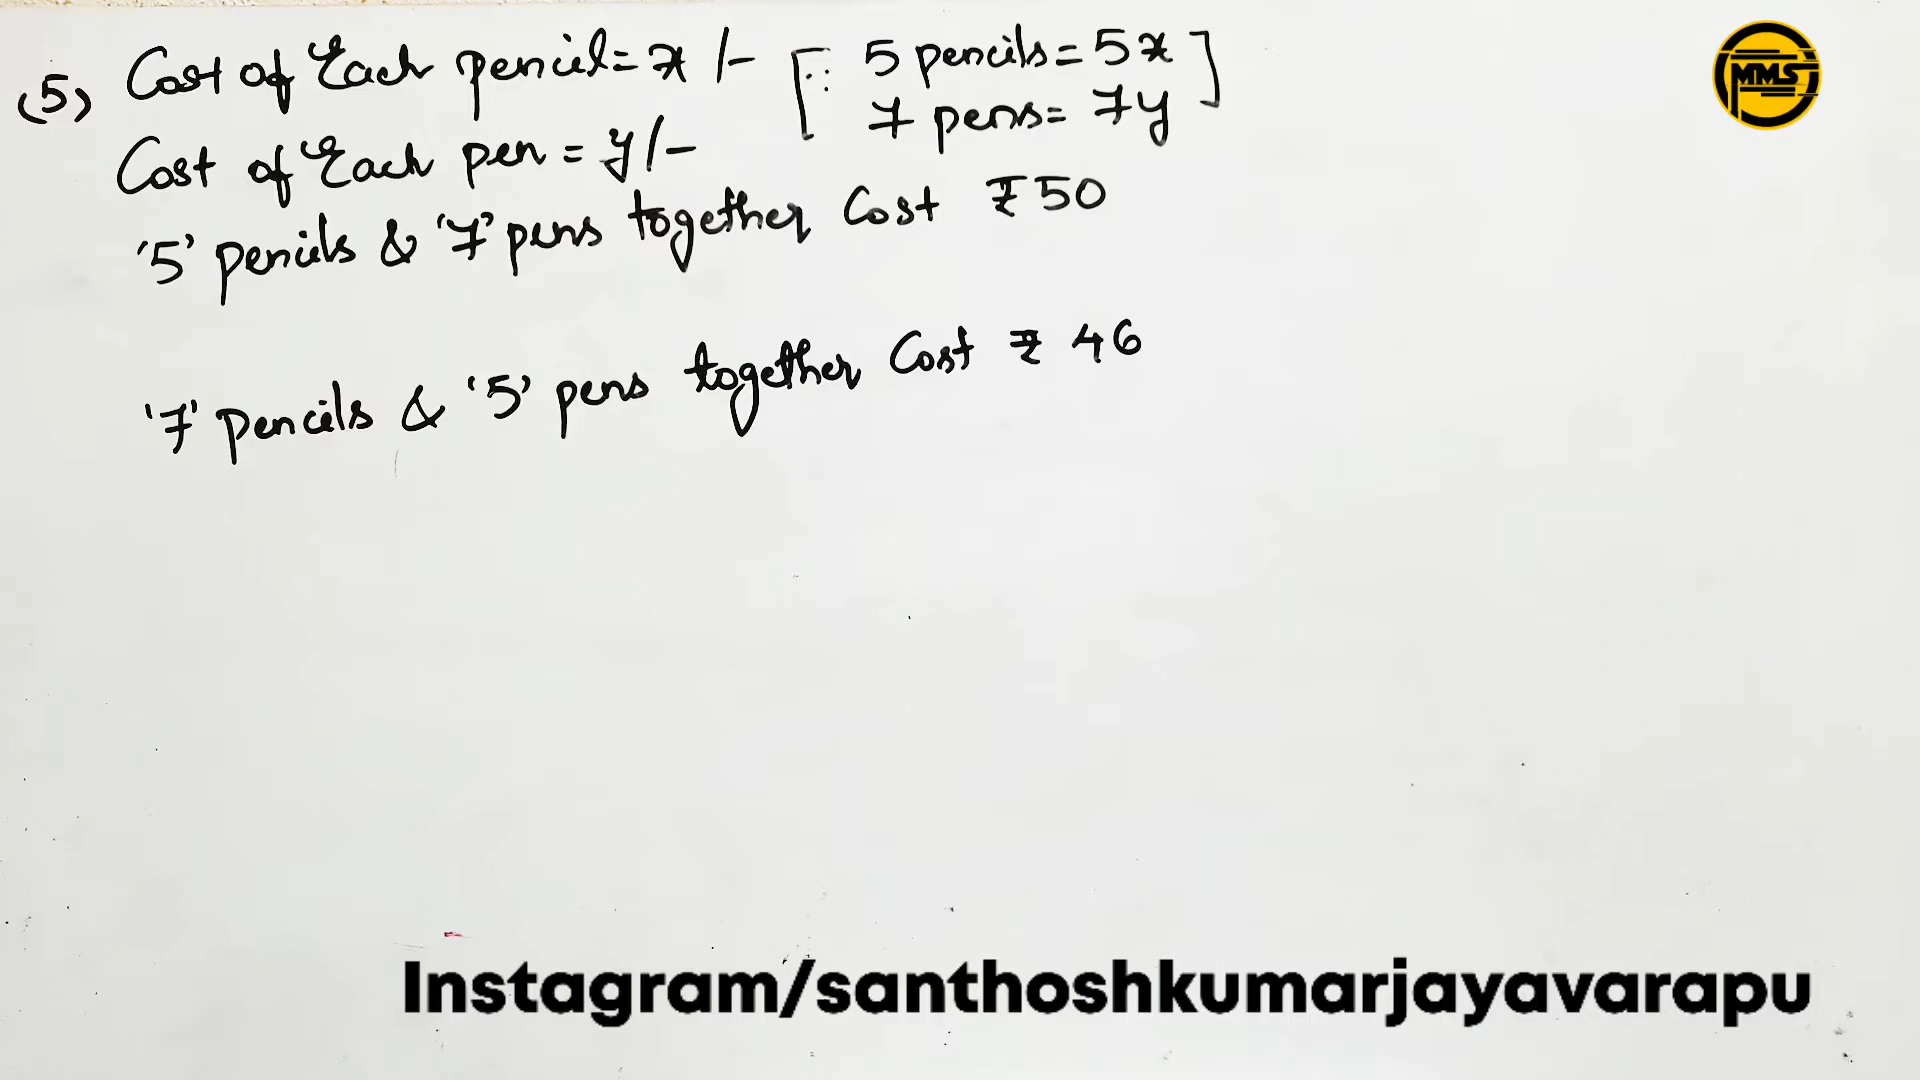 (5) Cost of Each pencil = x /- [∵ 5 pencils = 5x
7 pens = 7y]
Cost of Each pen = y/-
'5' pencils & '7' pens together Cost ₹50
'7' pencils & '5' pens together Cost ₹ 46
MMS
Instagram/santhoshkumarjayavarapu